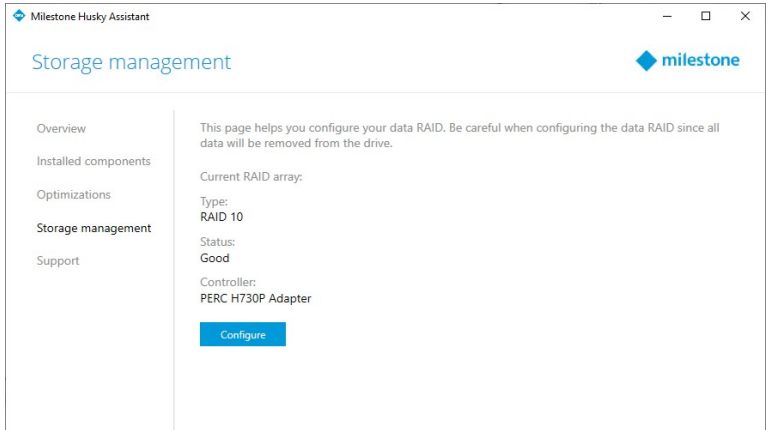 Milestone Husky Assistant
Storage management
milestone
Overview
Installed components
Optimizations
Storage management
Support
This page helps you configure your data RAID. Be careful when configuring the data RAID since all
data will be removed from the drive.
Current RAID array:
Type:
RAID 10
Status:
Good
Controller:
PERC H730P Adapter
Configure